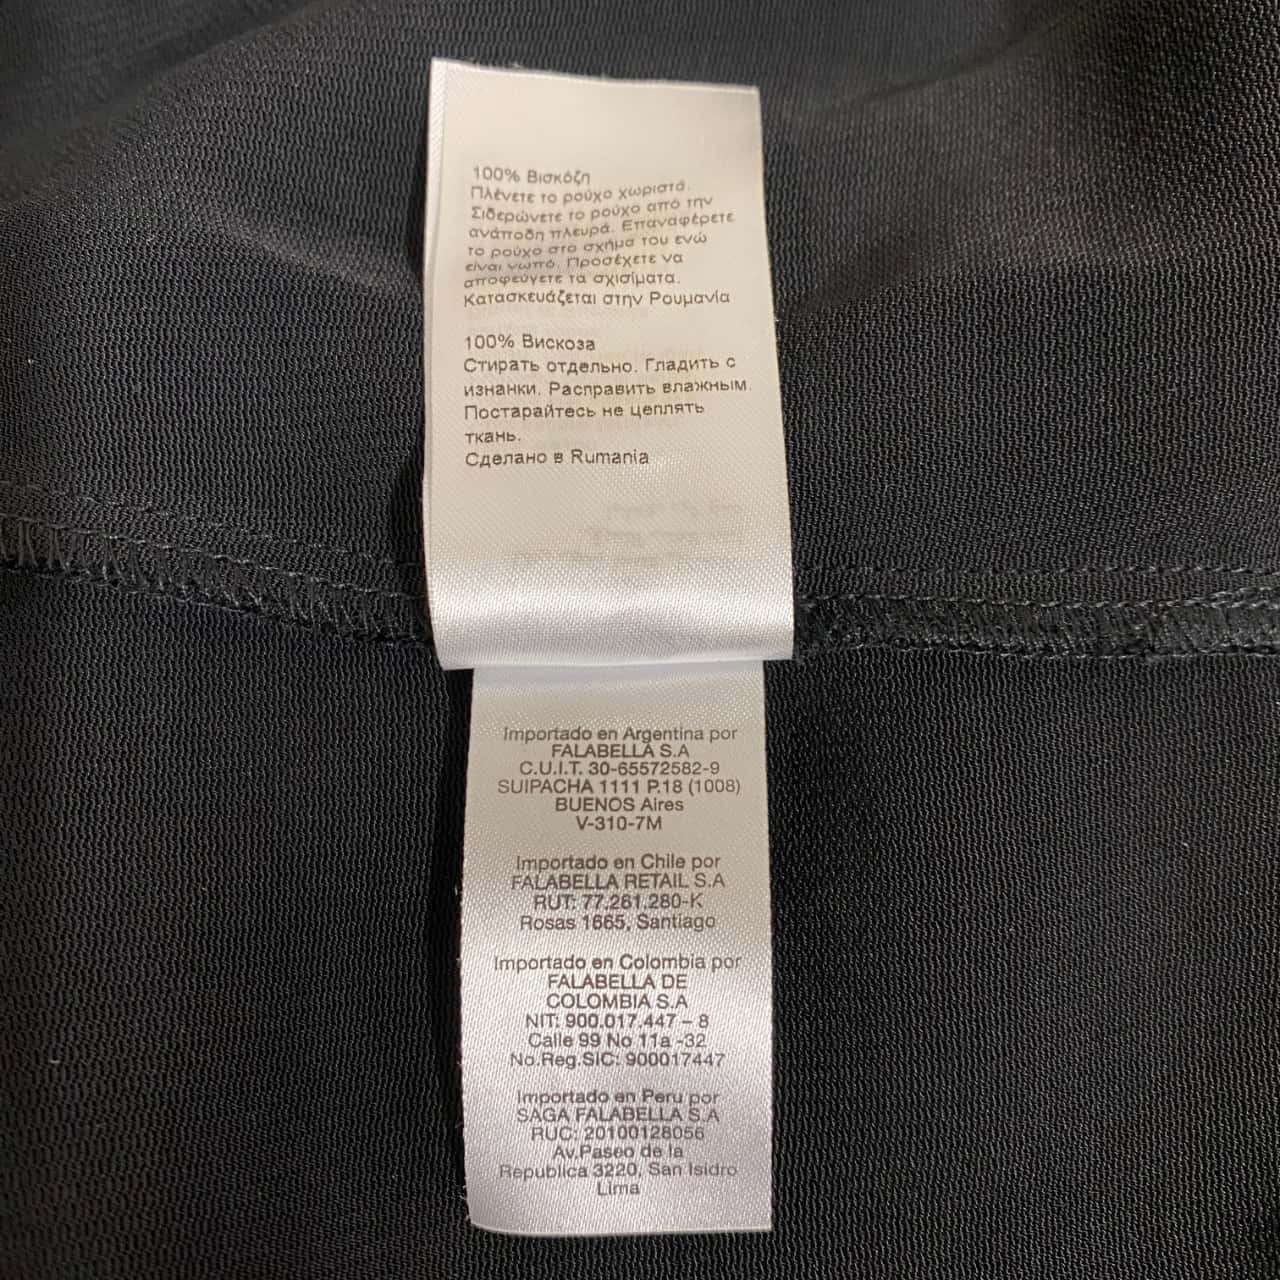 100% Βισκόζη
Πλένετε το ρούχο χωριστά.
Σιδερώνετε το ρούχο από την
ανάποδη πλευρά. Επαναφέρετε
το ρούχο στο σχήμα του ενώ
είναι νωπό. Προσέχετε να
αποφεύγετε τα σχισίματα.
Κατασκευάζεται στην Ρουμανία
100% Вискоза
Стирать отдельно. Гладить с
изнанки. Расправить влажным.
Постарайтесь не цеплять
ткань.
Сделано в Rumania
Importado en Argentina por
FALABELLA S.A
C.U.I.T. 30-65572582-9
SUIPACHA 1111 P.18 (1008)
BUENOS Aires
V-310-7M
Importado en Chile por
FALABELLA RETAIL S.A
RUT: 77.261.280-K
Rosas 1665, Santiago
Importado en Colombia por
FALABELLA DE
COLOMBIA S.A
NIT: 900.017.447 – 8
Calle 99 No 11a -32
No.Reg.SIC: 900017447
Importado en Peru por
SAGA FALABELLA S.A
RUC: 20100128056
Av.Paseo de la
Republica 3220, San Isidro
Lima